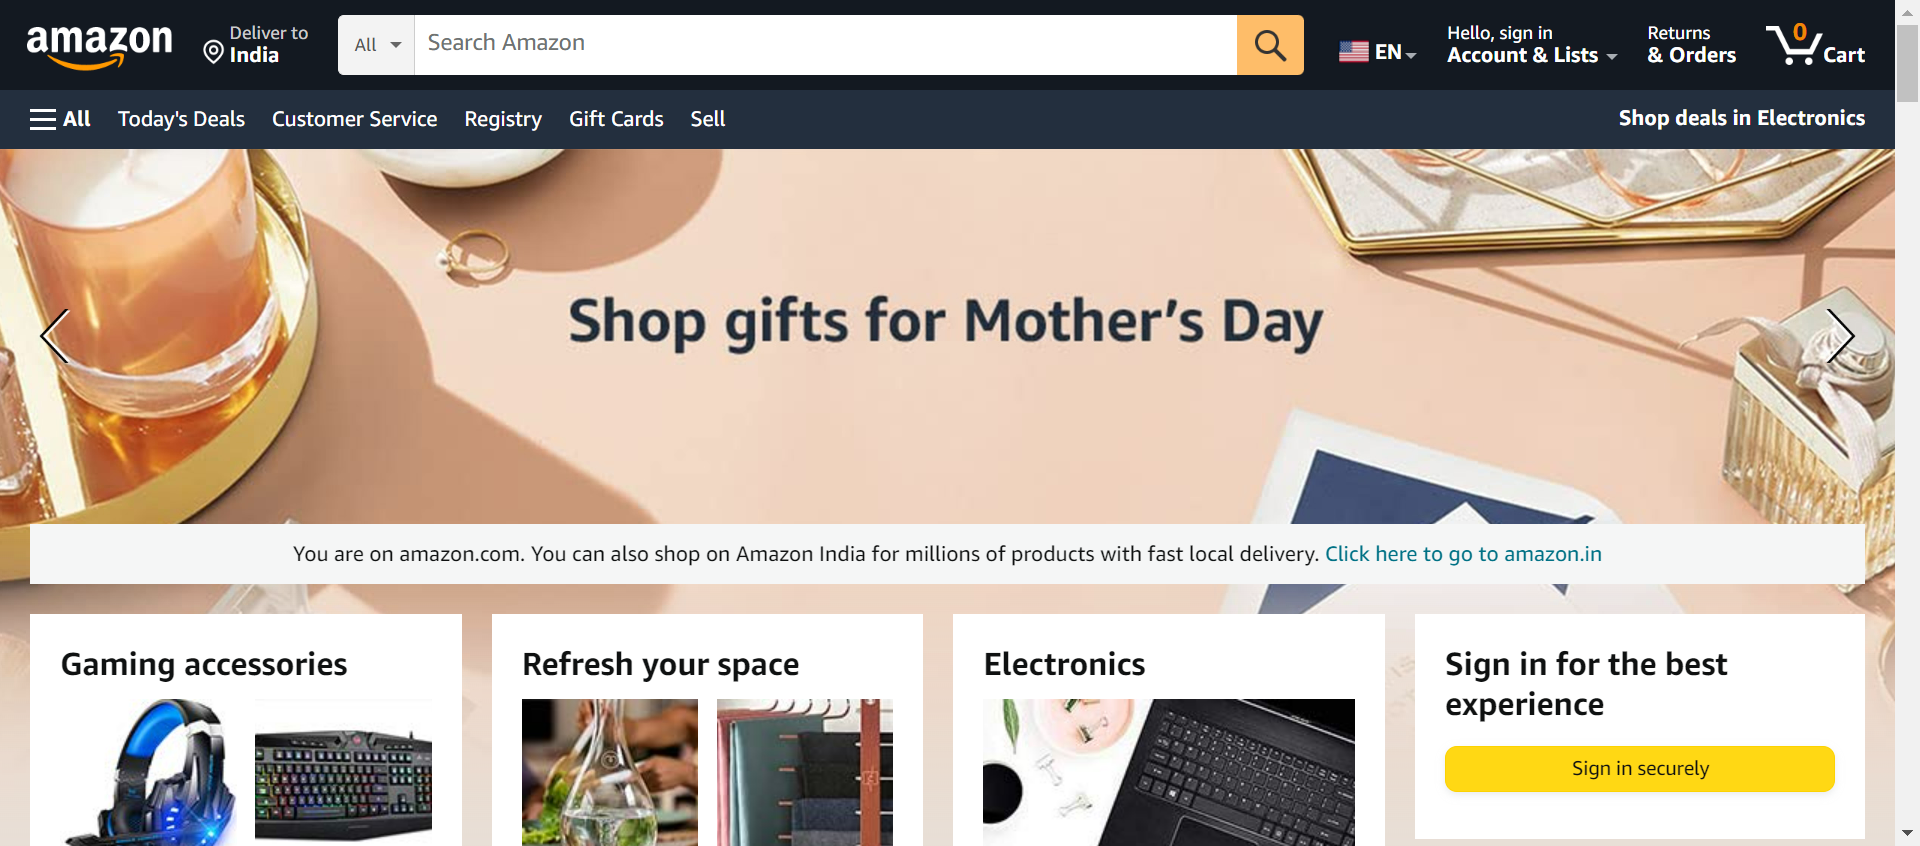 amazon
Deliver to
India
All
Search Amazon
EN
Hello, sign in
Account & Lists
Returns
& Orders
0
Cart
All
Today's Deals
Customer Service
Registry
Gift Cards
Sell
Shop deals in Electronics
Shop gifts for Mother’s Day
You are on amazon.com. You can also shop on Amazon India for millions of products with fast local delivery. Click here to go to amazon.in
Gaming accessories
Refresh your space
Electronics
Sign in for the best
experience
Sign in securely